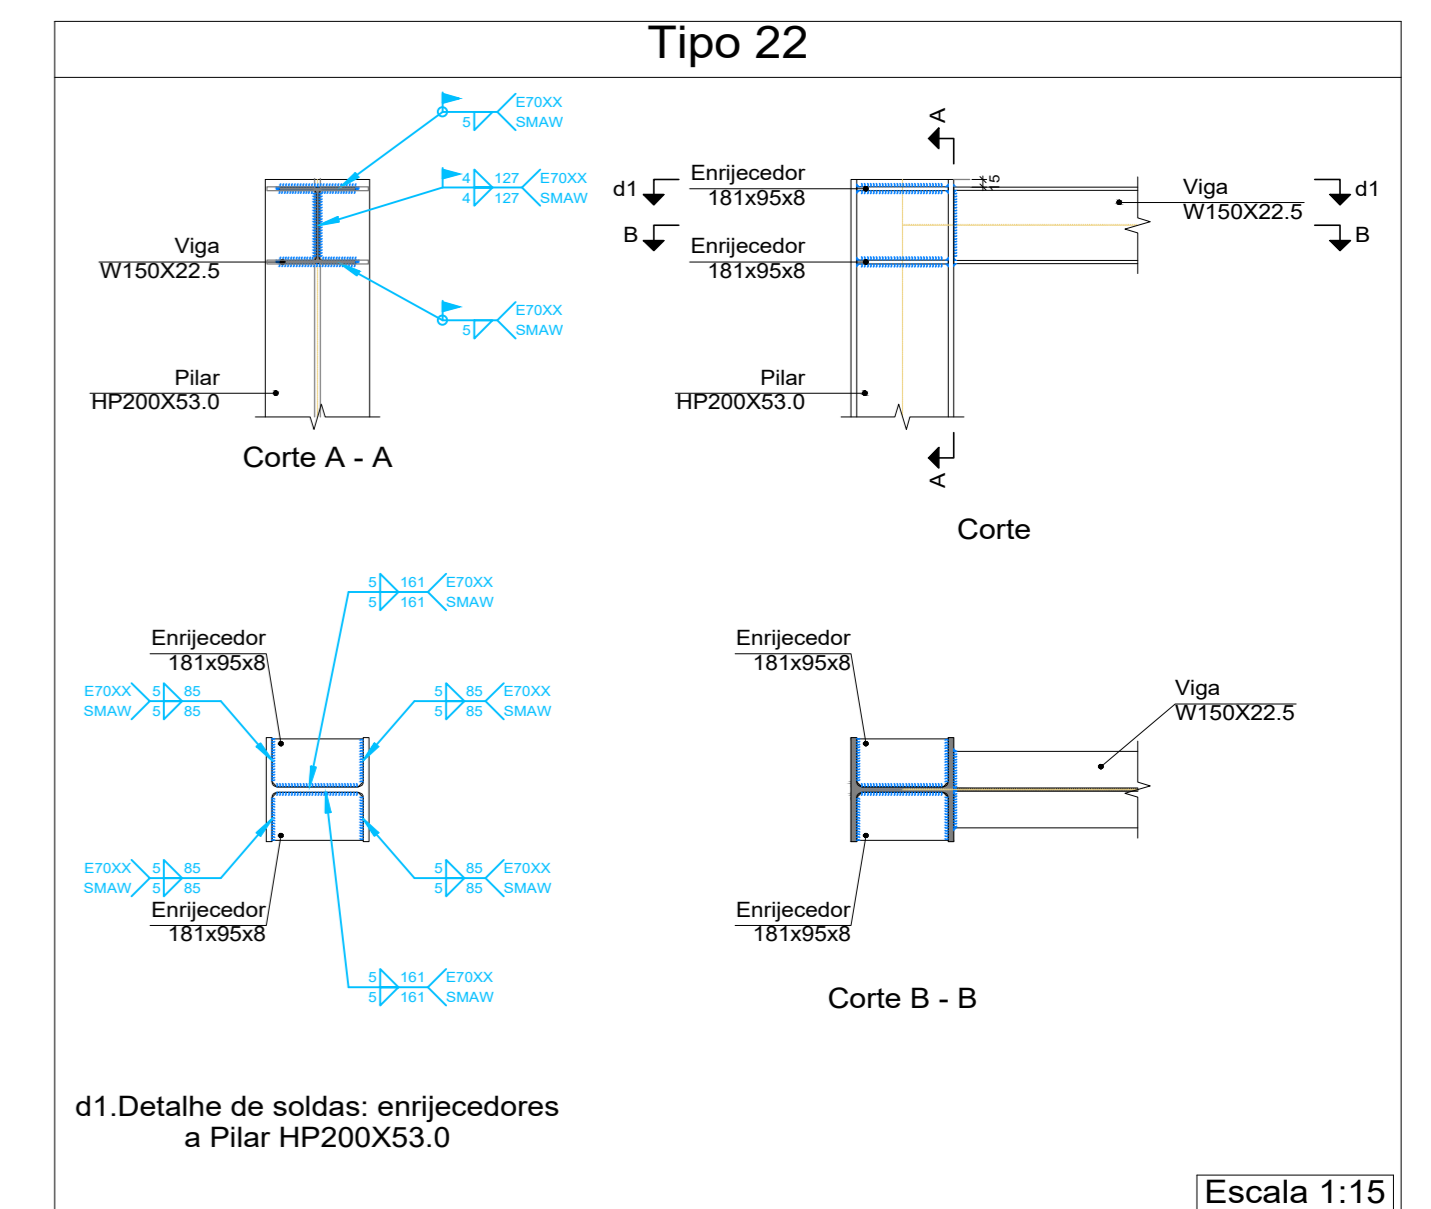 Tipo 22
E70XX
5
SMAW
4 127 E70XX
4 127 SMAW
Viga
W150X22.5
E70XX
5
SMAW
Pilar
HP200X53.0
Corte A - A
A
Enrijecedor
181x95x8
d1
15
Viga
W150X22.5
d1
B
B
Enrijecedor
181x95x8
Pilar
HP200X53.0
A
Corte
5 161 E70XX
5 161 SMAW
Enrijecedor
181x95x8
E70XX 5 85
SMAW 5 85
5 85 E70XX
5 85 SMAW
E70XX 5 85
SMAW 5 85
5 85 E70XX
5 85 SMAW
Enrijecedor
181x95x8
5 161 E70XX
5 161 SMAW
Enrijecedor
181x95x8
Viga
W150X22.5
Enrijecedor
181x95x8
Corte B - B
d1.Detalhe de soldas: enrijecedores
a Pilar HP200X53.0
Escala 1:15